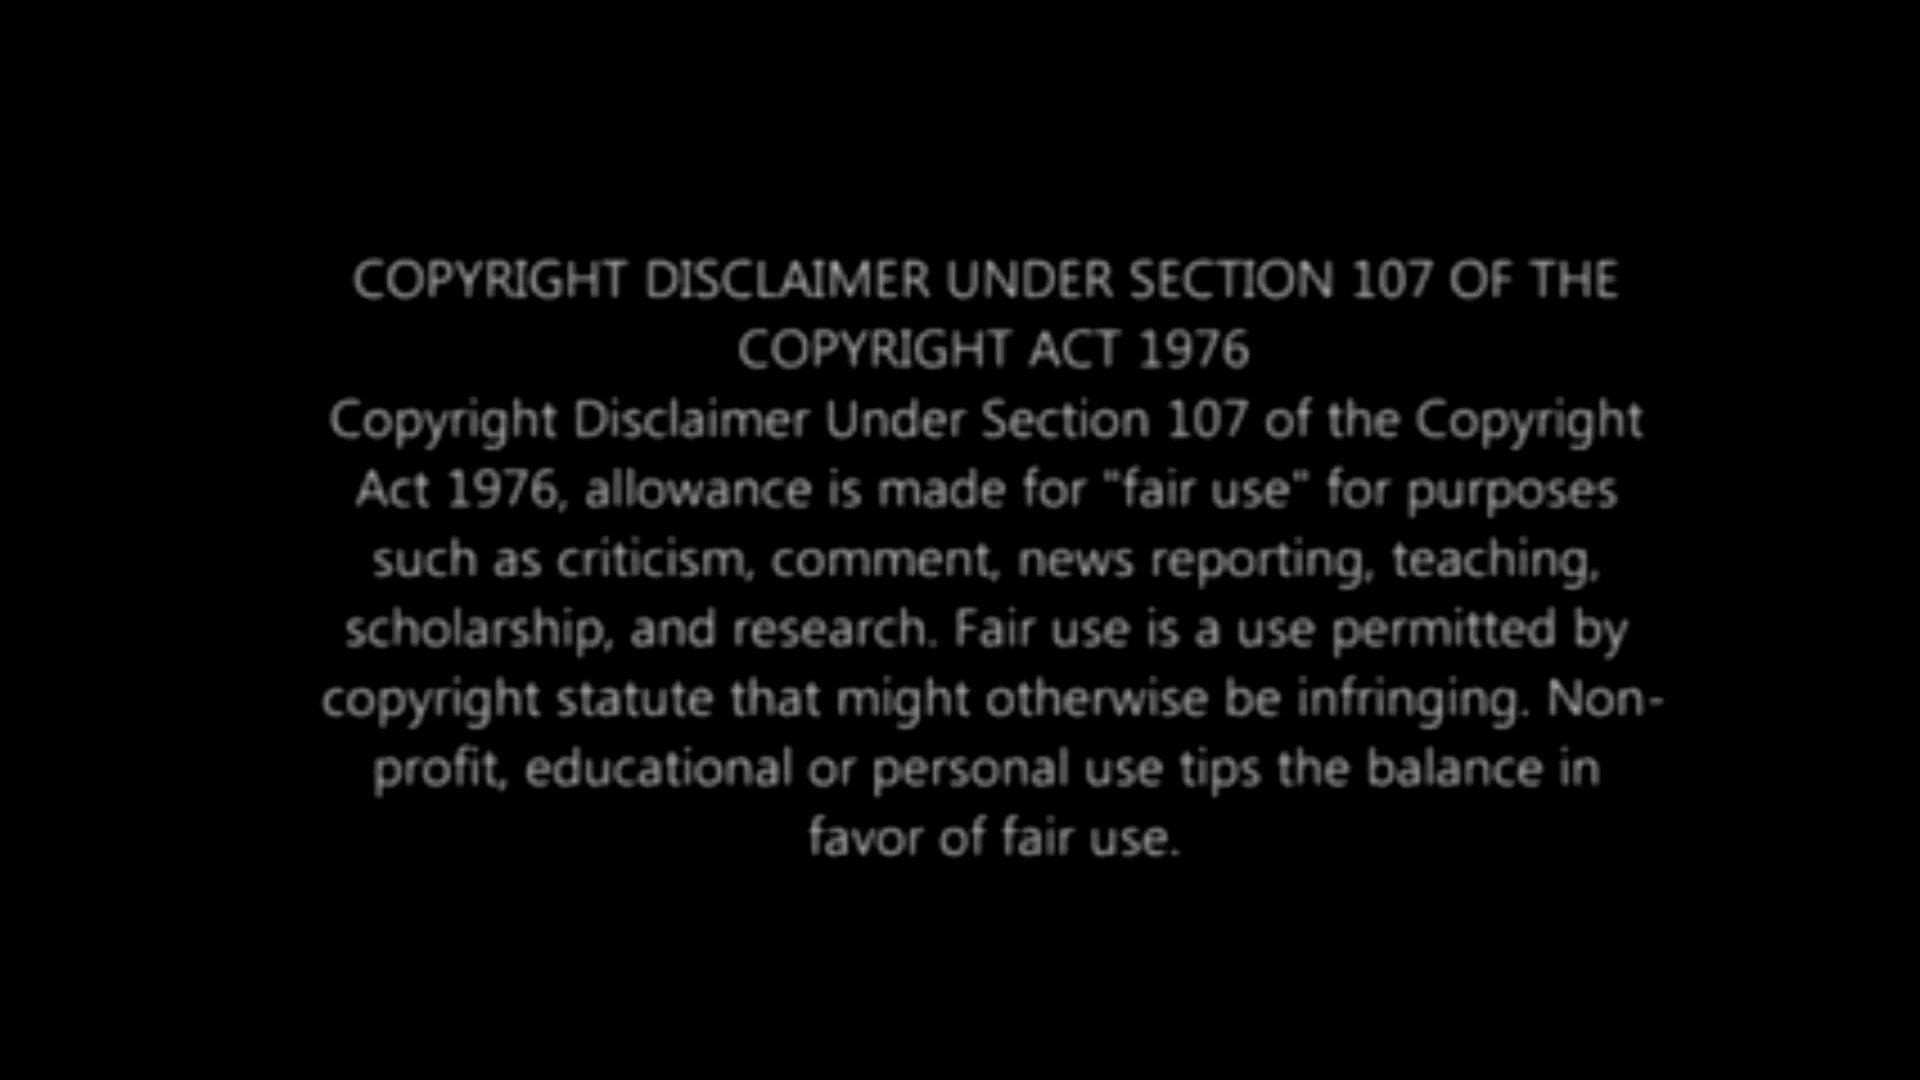 COPYRIGHT DISCLAIMER UNDER SECTION 107 OF THE
COPYRIGHT ACT 1976
Copyright Disclaimer Under Section 107 of the Copyright
Act 1976, allowance is made for "fair use" for purposes
such as criticism, comment, news reporting, teaching,
scholarship, and research. Fair use is a use permitted by
copyright statute that might otherwise be infringing. Non-
profit, educational or personal use tips the balance in
favor of fair use.